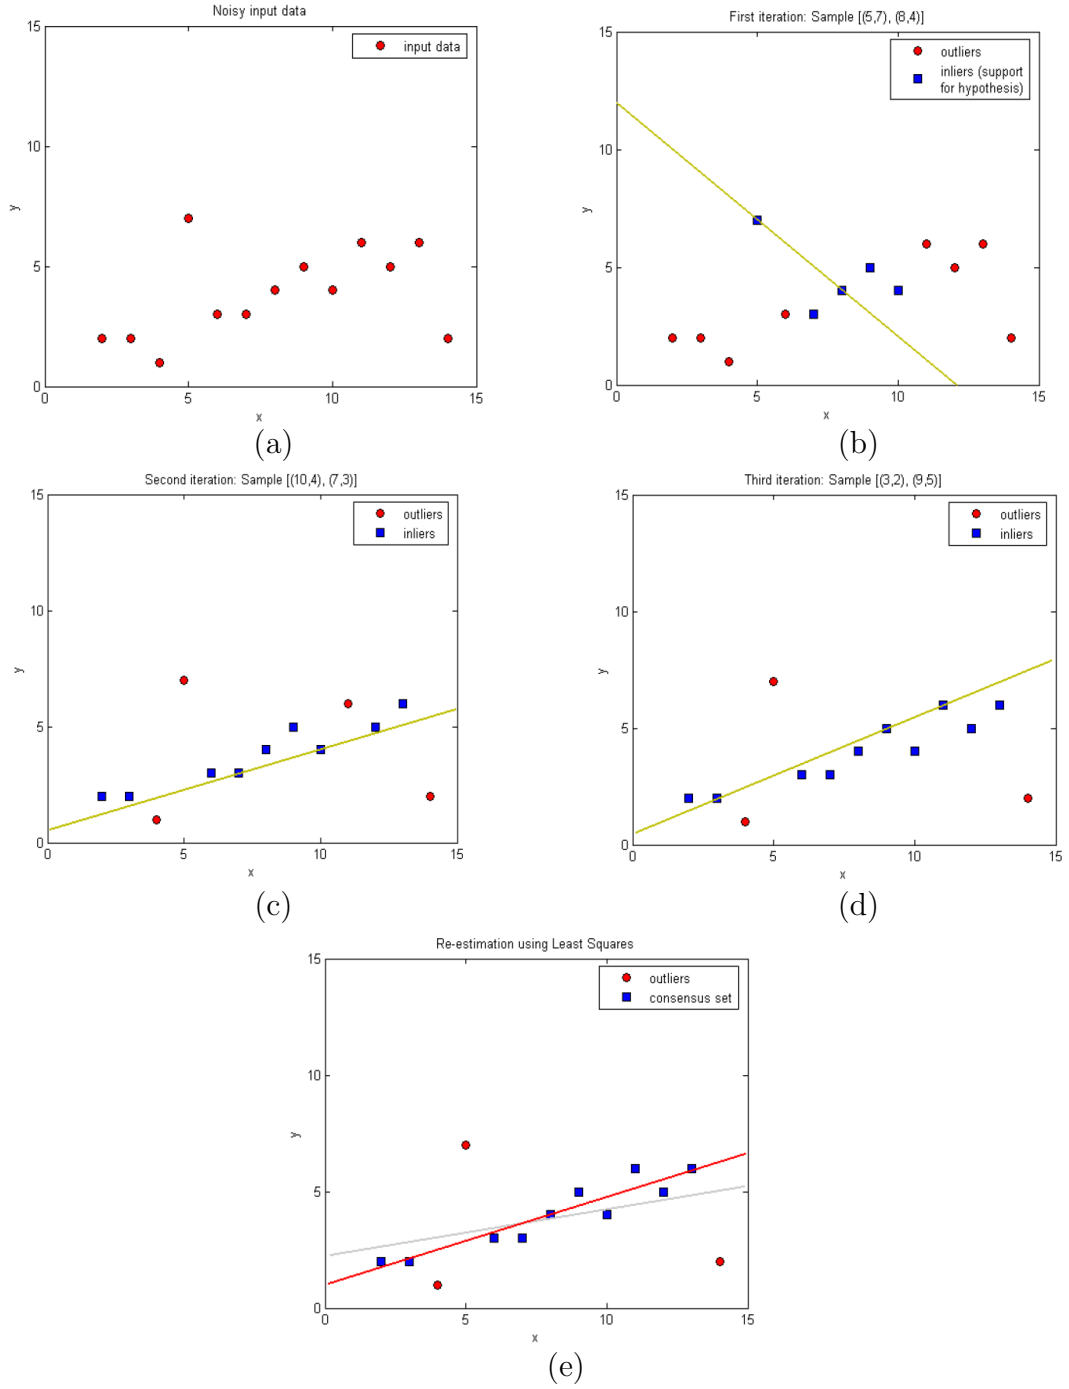 Noisy input data
input data
15
10
5
0
y
0
5
10
15
x
(a)
First iteration: Sample [(5,7), (8,4)]
outliers
inliers (support
for hypothesis)
15
10
5
0
y
0
5
10
15
x
(b)
Second iteration: Sample [(10,4), (7,3)]
outliers
inliers
15
10
5
0
y
0
5
10
15
x
(c)
Third iteration: Sample [(3,2), (9,5)]
outliers
inliers
15
10
5
0
y
0
5
10
15
x
(d)
Re-estimation using Least Squares
outliers
consensus set
15
10
5
0
y
0
5
10
15
x
(e)